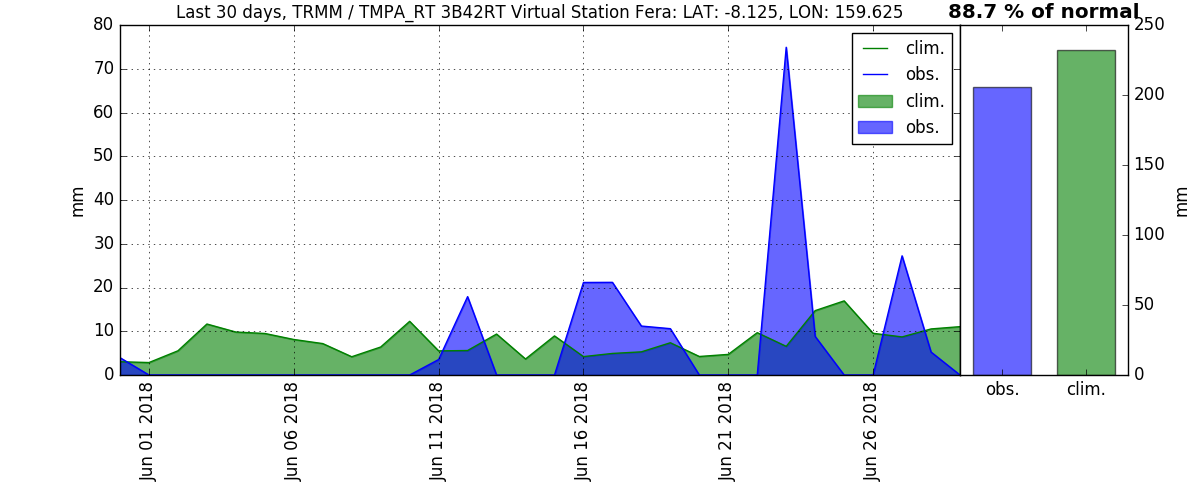 Last 30 days, TRMM / TMPA_RT 3B42RT Virtual Station Fera: LAT: -8.125, LON: 159.625
88.7 % of normal
80
70
60
50
40
30
20
10
0
mm
clim.
obs.
clim.
obs.
Jun 01 2018
Jun 06 2018
Jun 11 2018
Jun 16 2018
Jun 21 2018
Jun 26 2018
250
200
150
100
50
0
mm
obs.
clim.